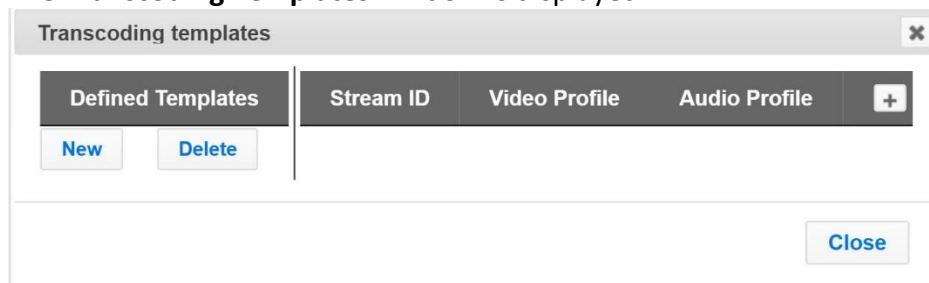 Transcoding templates
Defined Templates Stream ID Video Profile Audio Profile +
New Delete
Close